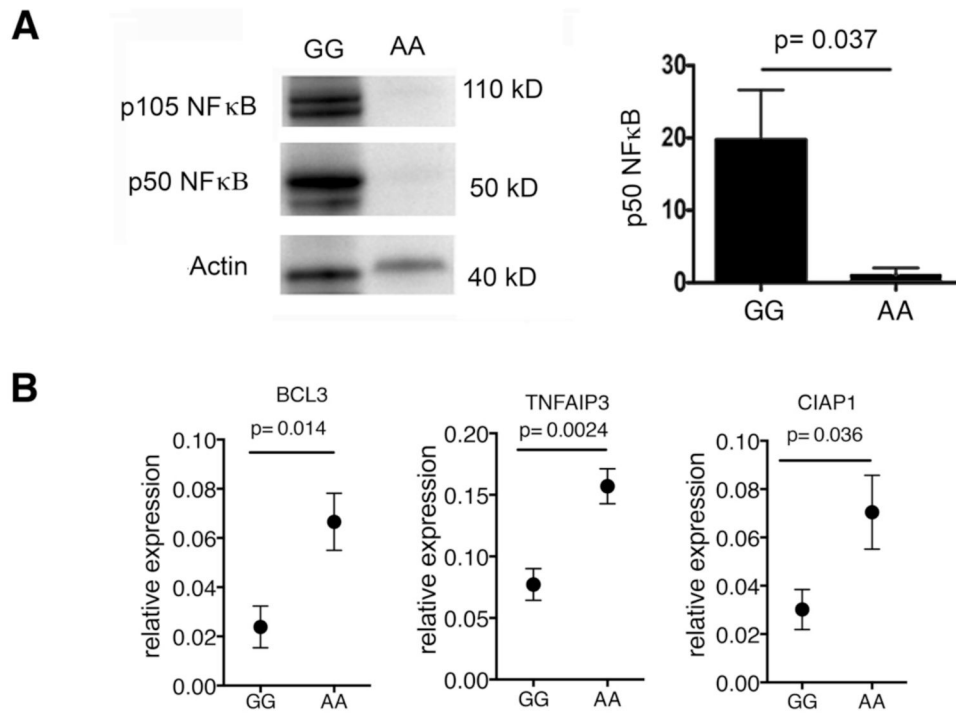 A
GG AA
p105 NFκB
110 kD
p50 NFκB
50 kD
Actin
40 kD
p= 0.037
p50 NFκB
30
20
10
0
GG AA
B
BCL3
p= 0.014
relative expression
0.10
0.08
0.06
0.04
0.02
0.00
GG AA
TNFAIP3
p= 0.0024
relative expression
0.20
0.15
0.10
0.05
0.00
GG AA
CIAP1
p= 0.036
relative expression
0.10
0.08
0.06
0.04
0.02
0.00
GG AA